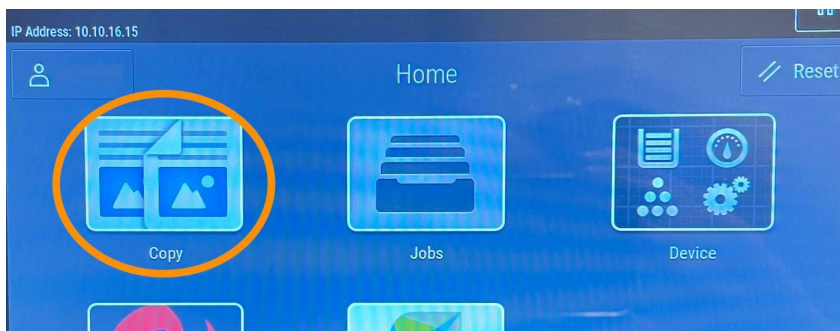 IP Address: 10.10.16.15
Home
Reset
Copy
Jobs
Device